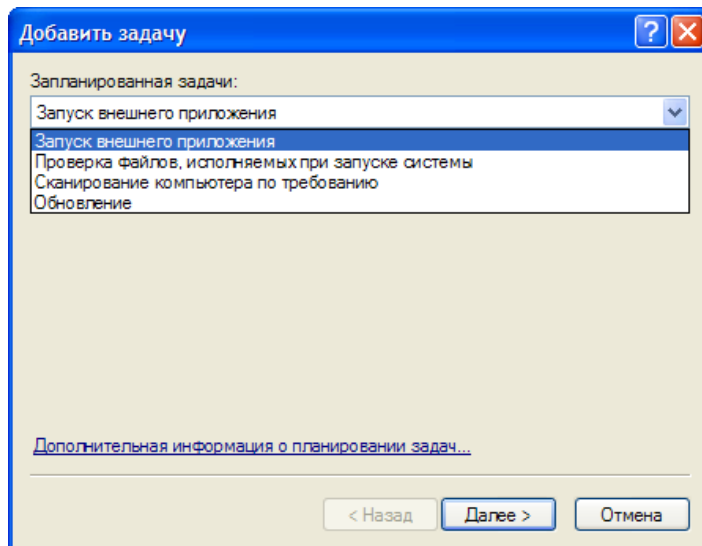 Добавить задачу
Запланированная задачи:
Запуск внешнего приложения
Запуск внешнего приложения
Проверка файлов, исполняемых при запуске системы
Сканирование компьютера по требованию
Обновление
Дополнительная информация о планировании задач...
< Назад Далее > Отмена